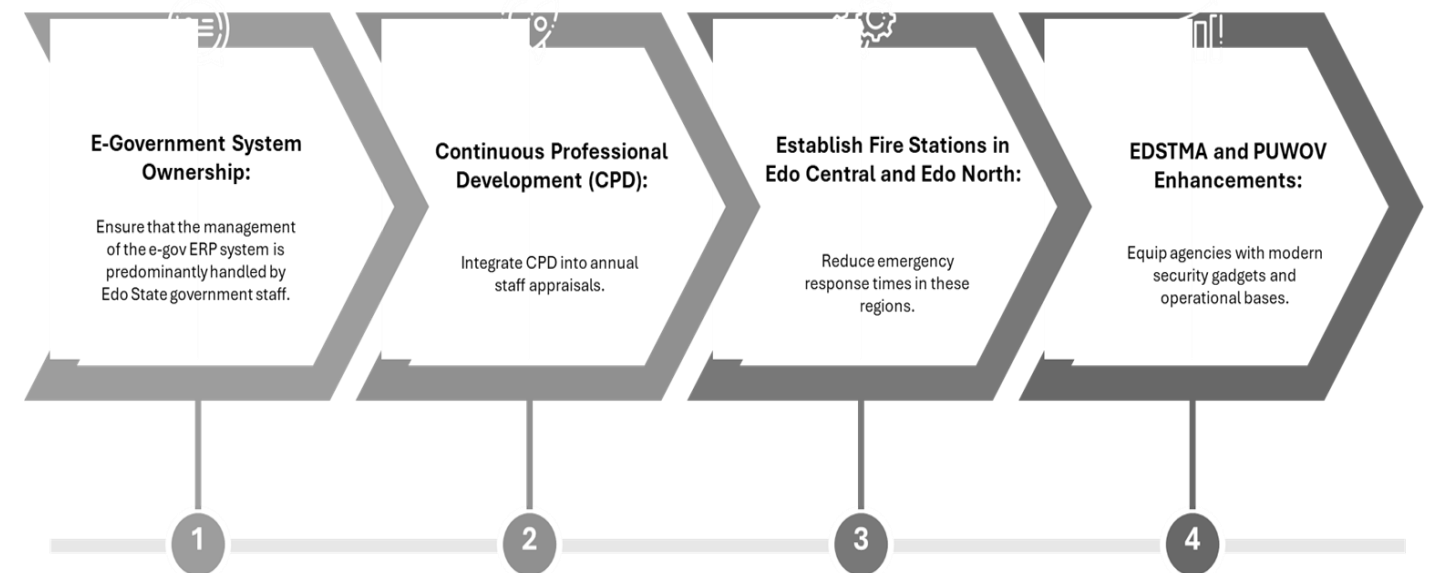 E-Government System
Ownership:
Ensure that the management
of the e-gov ERP system is
predominantly handled by
Edo State government staff.
Continuous Professional
Development (CPD):
Integrate CPD into annual
staff appraisals.
Establish Fire Stations in
Edo Central and Edo North:
Reduce emergency
response times in these
regions.
EDSTMA and PUWOV
Enhancements:
Equip agencies with modern
security gadgets and
operational bases.
1
2
3
4